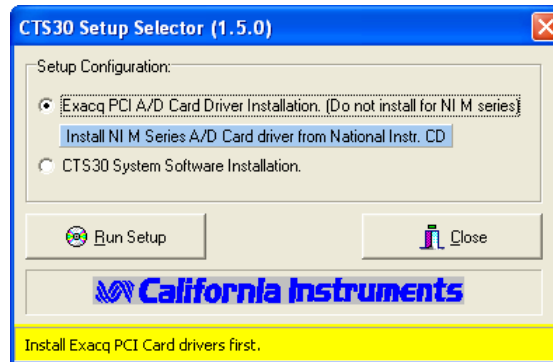 CTS30 Setup Selector (1.5.0)
Setup Configuration:
Exacq PCI A/D Card Driver Installation. (Do not install for NI M series)
Install NI M Series A/D Card driver from National Instr. CD
CTS30 System Software Installation.
Run Setup
Close
California Instruments
Install Exacq PCI Card drivers first.